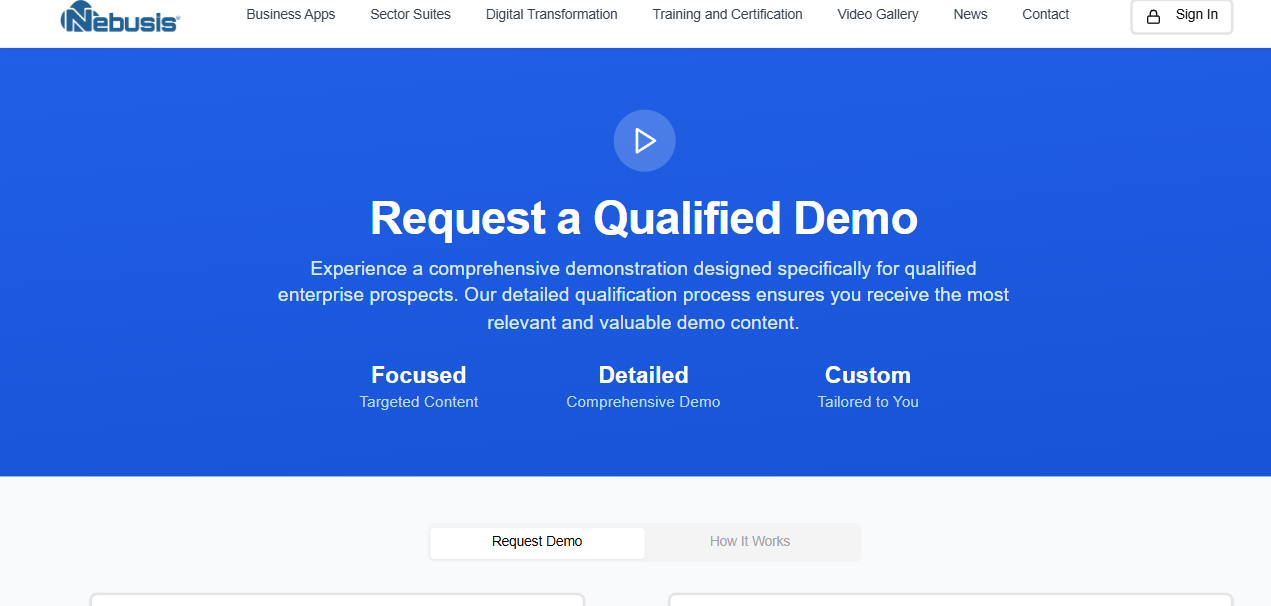 Nebusis®
Business Apps
Sector Suites
Digital Transformation
Training and Certification
Video Gallery
News
Contact
Sign In
Request a Qualified Demo
Experience a comprehensive demonstration designed specifically for qualified
enterprise prospects. Our detailed qualification process ensures you receive the most
relevant and valuable demo content.
Focused
Targeted Content
Detailed
Comprehensive Demo
Custom
Tailored to You
Request Demo
How It Works